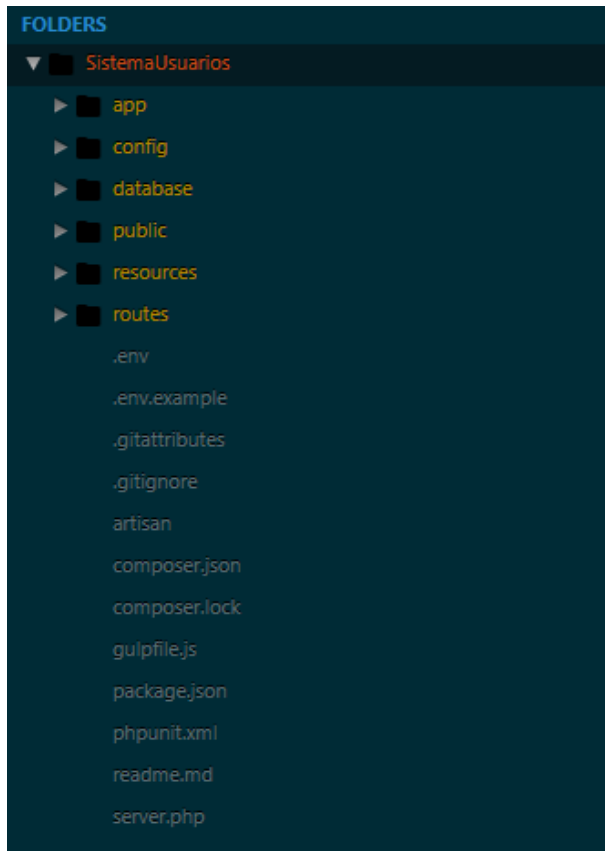 FOLDERS
SistemaUsuarios
app
config
database
public
resources
routes
.env
.env.example
.gitattributes
.gitignore
artisan
composer.json
composer.lock
gulpfile.js
package.json
phpunit.xml
readme.md
server.php